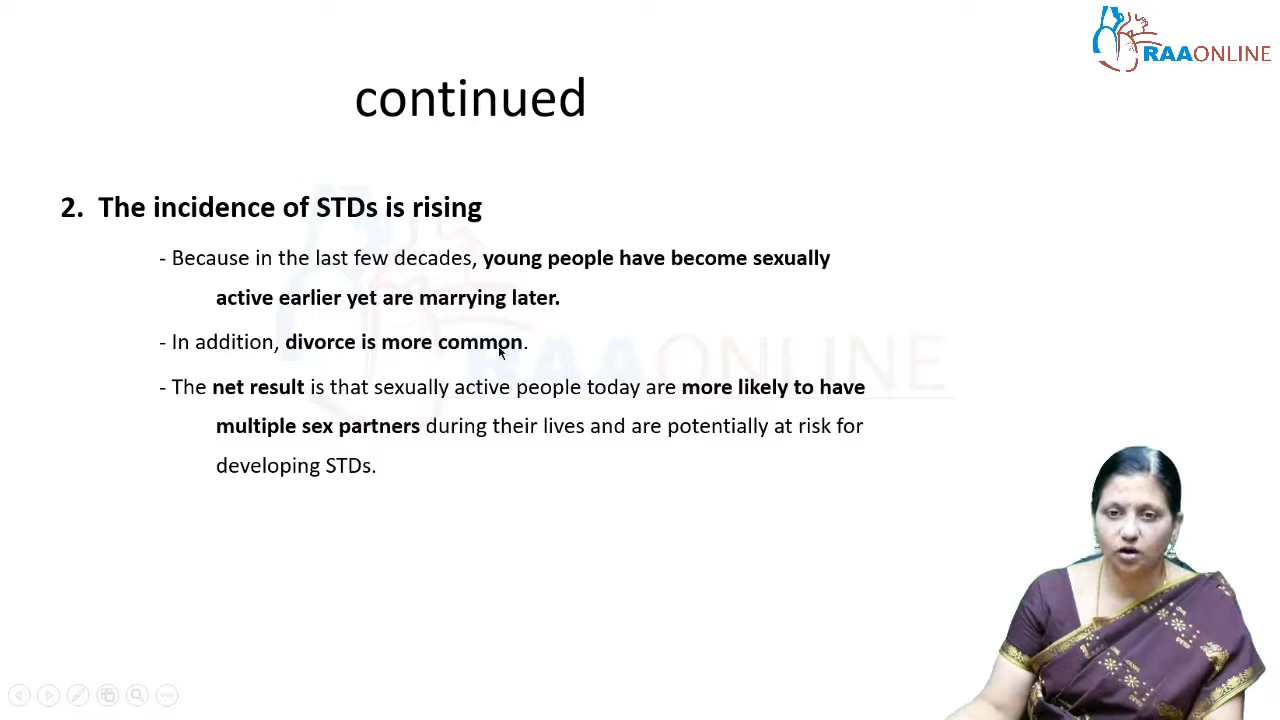 RAAONLINE
continued
2. The incidence of STDs is rising
- Because in the last few decades, young people have become sexually
active earlier yet are marrying later.
- In addition, divorce is more common.
- The net result is that sexually active people today are more likely to have
multiple sex partners during their lives and are potentially at risk for
developing STDs.
RAAONLINE